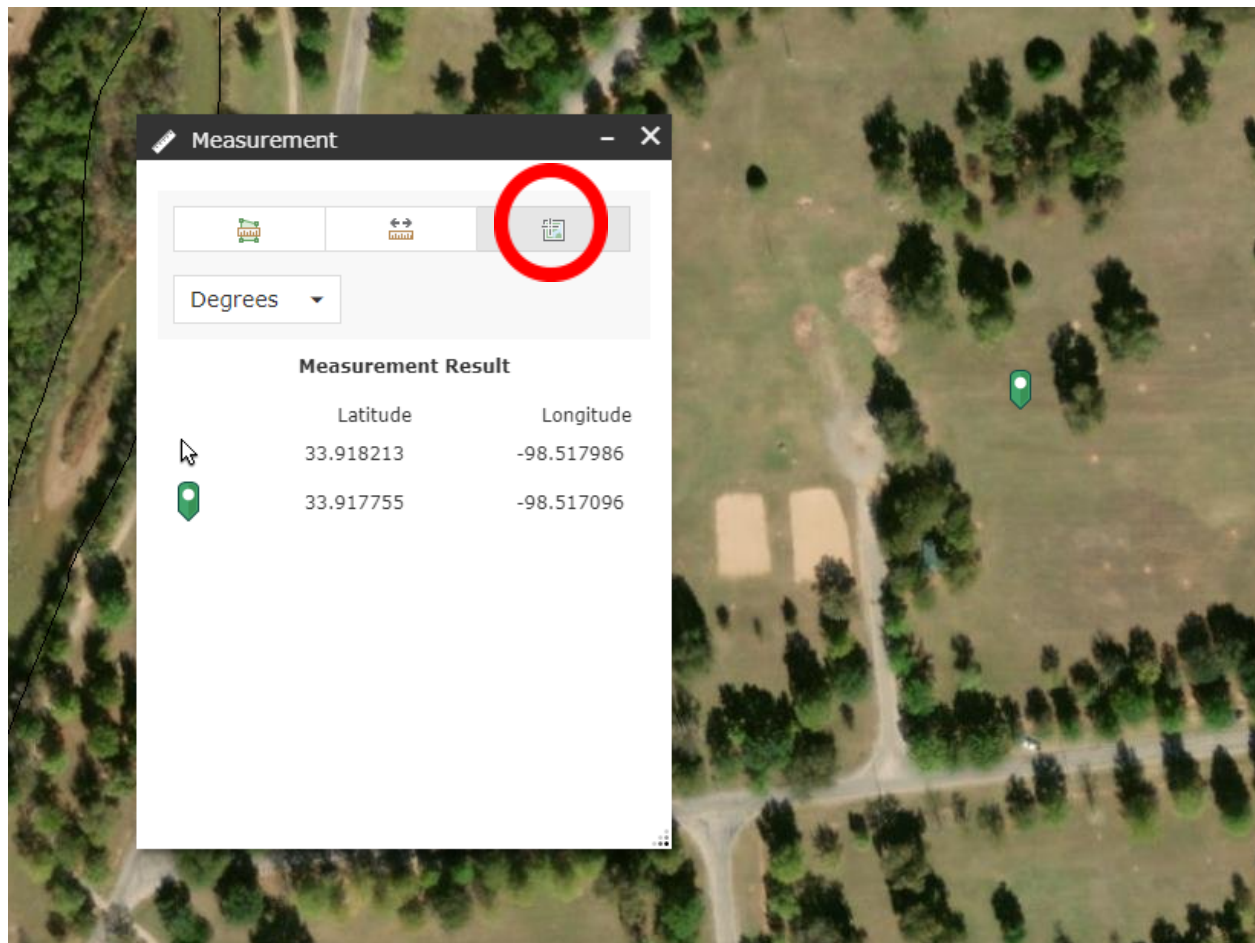 Measurement
Degrees
Measurement Result
Latitude Longitude
33.918213 -98.517986
33.917755 -98.517096